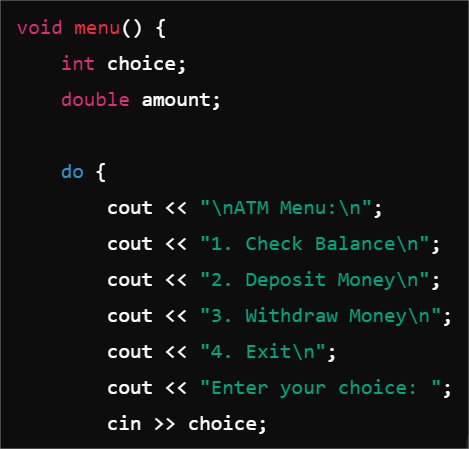 void menu() {
    int choice;
    double amount;

    do {
        cout << "\nATM Menu:\n";
        cout << "1. Check Balance\n";
        cout << "2. Deposit Money\n";
        cout << "3. Withdraw Money\n";
        cout << "4. Exit\n";
        cout << "Enter your choice: ";
        cin >> choice;